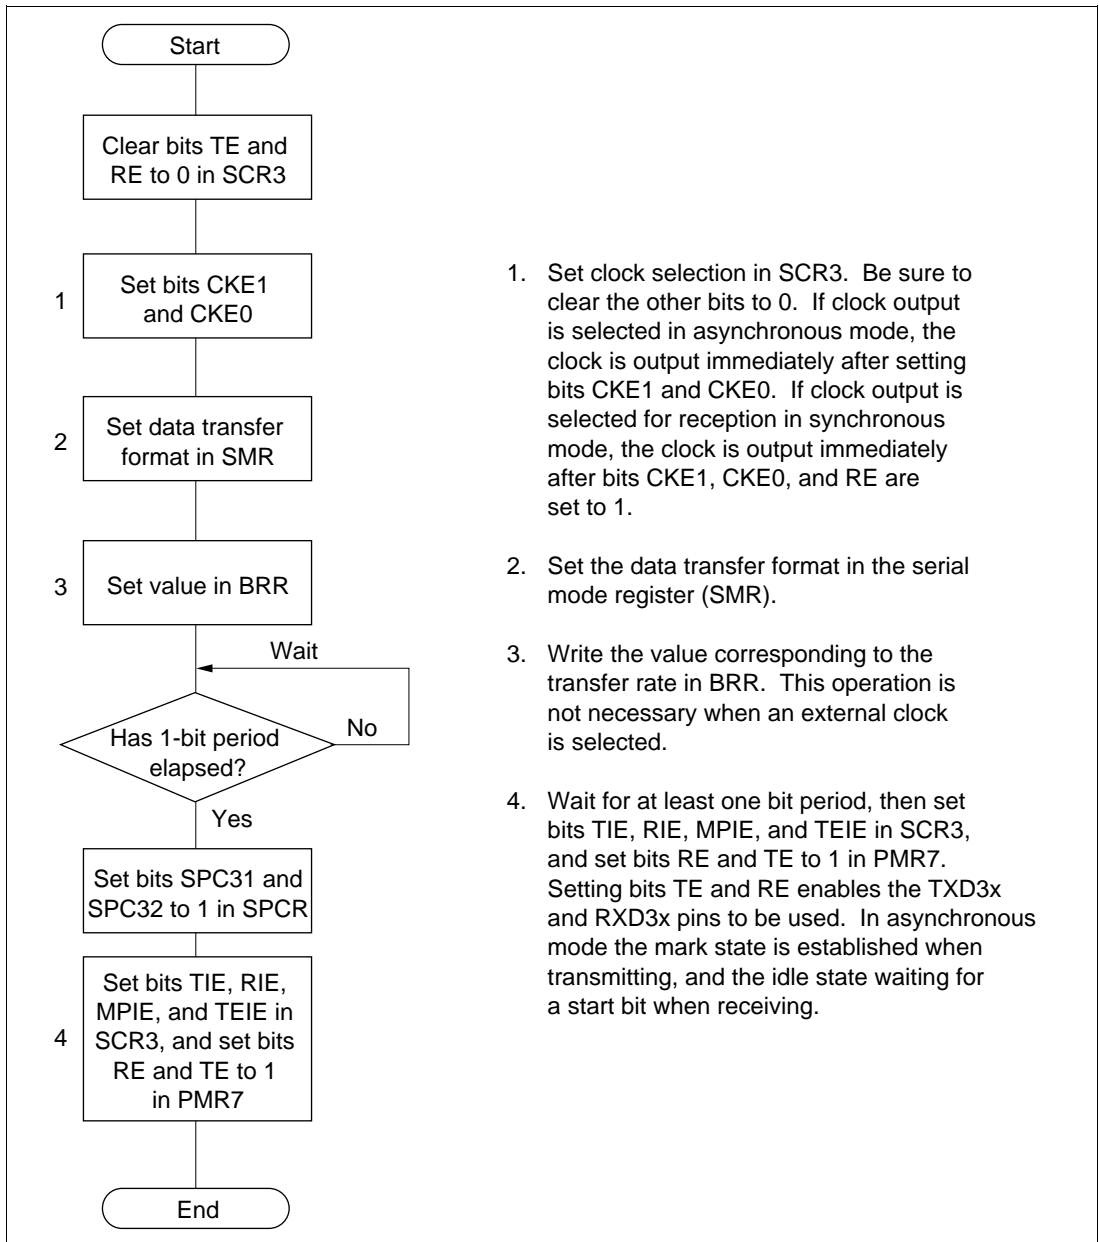 Start
Clear bits TE and
RE to 0 in SCR3
1
Set bits CKE1
and CKE0
2
Set data transfer
format in SMR
3
Set value in BRR
Wait
Has 1-bit period
elapsed?
No
Yes
Set bits SPC31 and
SPC32 to 1 in SPCR
4
Set bits TIE, RIE,
MPIE, and TEIE in
SCR3, and set bits
RE and TE to 1
in PMR7
End
1. Set clock selection in SCR3. Be sure to
clear the other bits to 0. If clock output
is selected in asynchronous mode, the
clock is output immediately after setting
bits CKE1 and CKE0. If clock output is
selected for reception in synchronous
mode, the clock is output immediately
after bits CKE1, CKE0, and RE are
set to 1.
2. Set the data transfer format in the serial
mode register (SMR).
3. Write the value corresponding to the
transfer rate in BRR. This operation is
not necessary when an external clock
is selected.
4. Wait for at least one bit period, then set
bits TIE, RIE, MPIE, and TEIE in SCR3,
and set bits RE and TE to 1 in PMR7.
Setting bits TE and RE enables the TXD3x
and RXD3x pins to be used. In asynchronous
mode the mark state is established when
transmitting, and the idle state waiting for
a start bit when receiving.